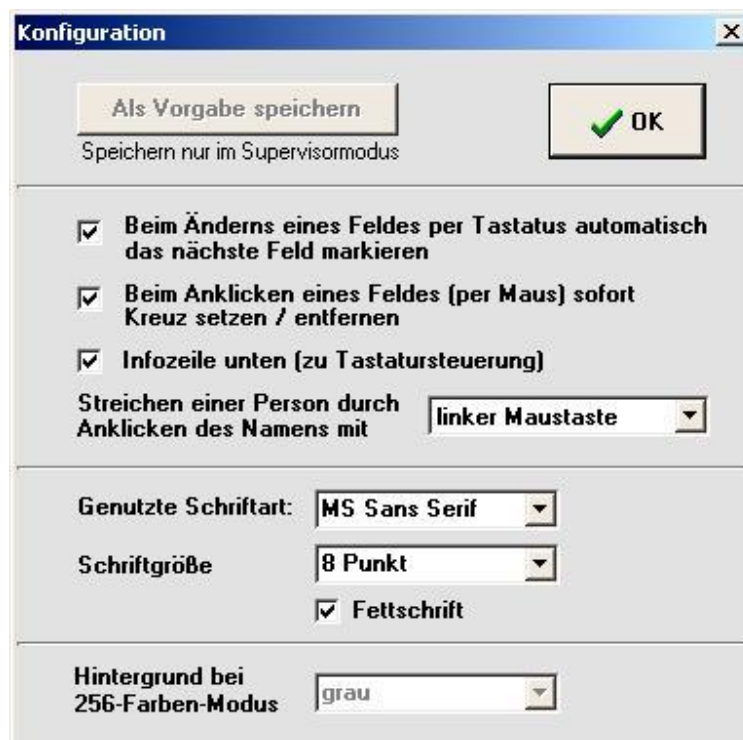 Konfiguration
Als Vorgabe speichern
OK
Speichern nur im Supervisormodus
Beim Änderns eines Feldes per Tastatus automatisch
das nächste Feld markieren
Beim Anklicken eines Feldes (per Maus) sofort
Kreuz setzen / entfernen
Infozeile unten (zu Tastatursteuerung)
Streichen einer Person durch
Anklicken des Namens mit
linker Maustaste
Genutzte Schriftart:
MS Sans Serif
Schriftgröße
8 Punkt
Fettschrift
Hintergrund bei
256-Farben-Modus
grau